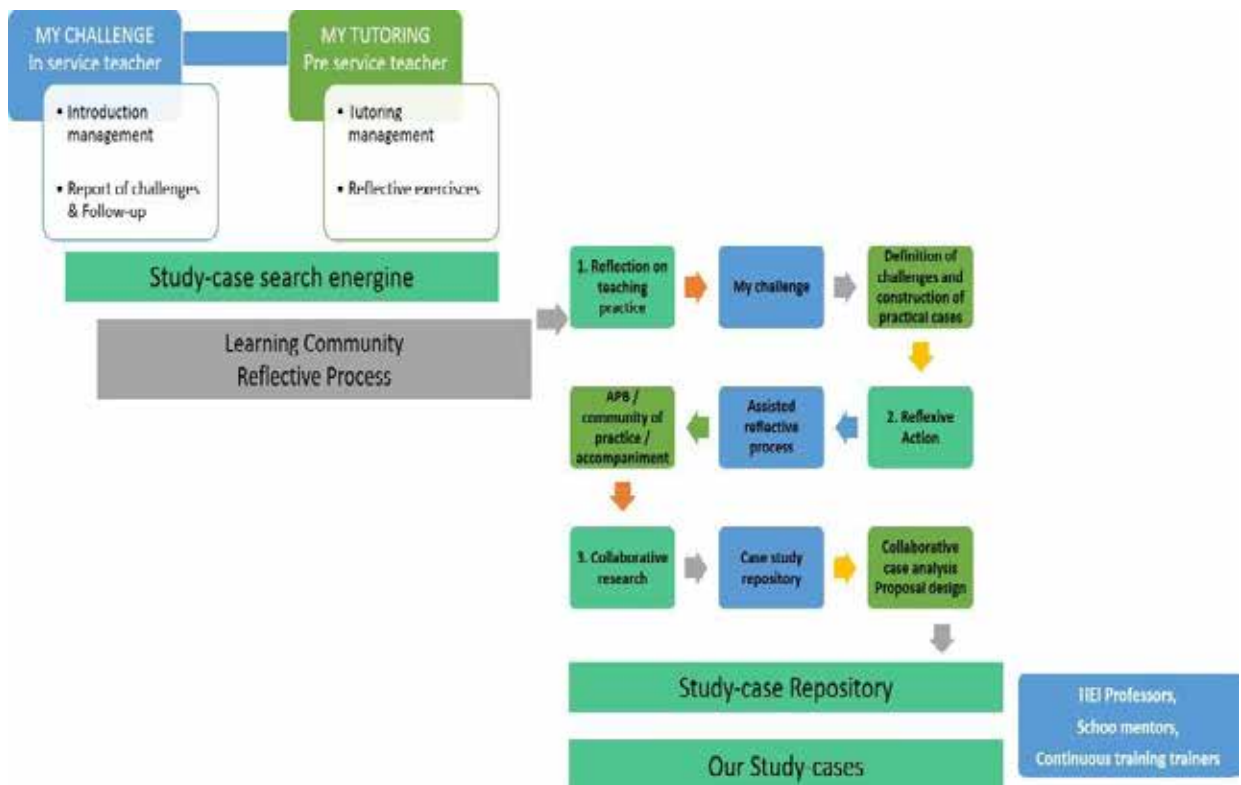 MY CHALLENGE
In service teacher
MY TUTORING
Pre service teacher
• Introduction
management
• Report of challenges
& Follow-up
• Tutoring
management
• Reflective exercisces
Study-case search energine
Learning Community
Reflective Process
1. Reflection on
teaching
practice
My challenge
Definition of
challenges and
construction of
practical cases
APB /
community of
practice /
accompaniment
Assisted
reflective
process
2. Reflexive
Action
3. Collaborative
research
Case study
repository
Collaborative
case analysis
Proposal design
Study-case Repository
Our Study-cases
HEI Professors,
Schoo mentors,
Continuous training trainers